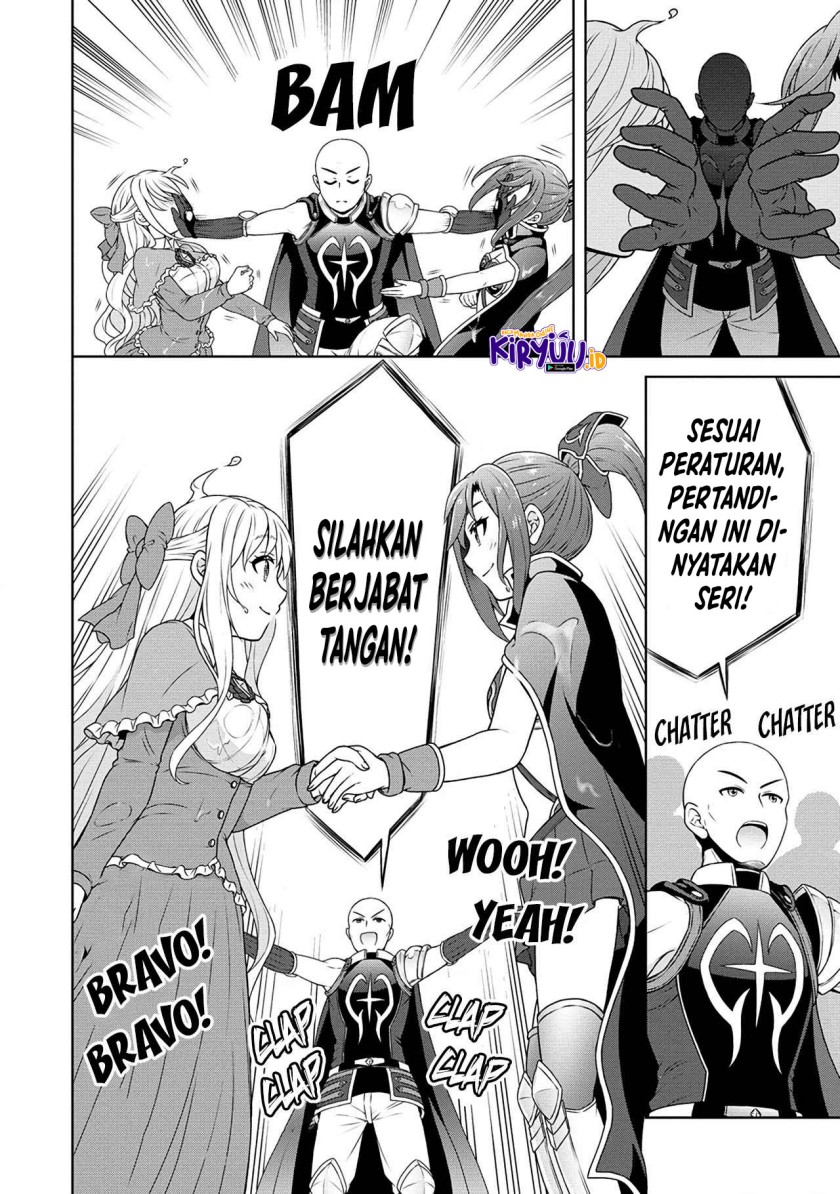 BAM
KIRYUU.id
SESUAI
PERATURAN,
PERTANDI-
NGAN INI DI-
NYATAKAN
SERI!
CHATTER CHATTER
SILAHKAN
BERJABAT
TANGAN!
WOOH!
YEAH!
BRAVO!
BRAVO!
CLAP
CLAP
CLAP
CLAP